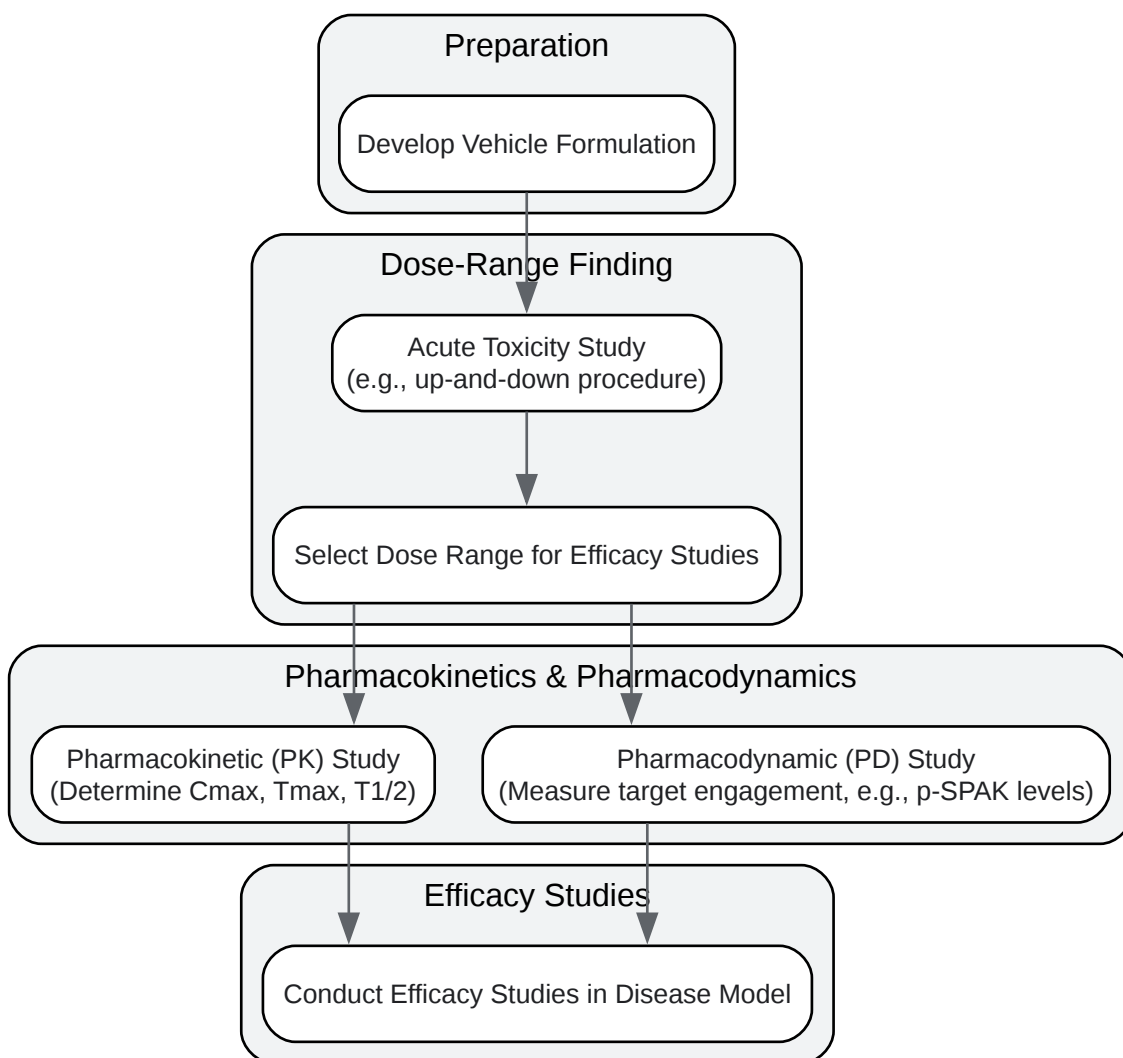 Preparation
Develop Vehicle Formulation
Dose-Range Finding
Acute Toxicity Study
(e.g., up-and-down procedure)
Select Dose Range for Efficacy Studies
Pharmacokinetics & Pharmacodynamics
Pharmacokinetic (PK) Study
(Determine Cmax, Tmax, T1/2)
Pharmacodynamic (PD) Study
(Measure target engagement, e.g., p-SPAK levels)
Efficacy Studies
Conduct Efficacy Studies in Disease Model